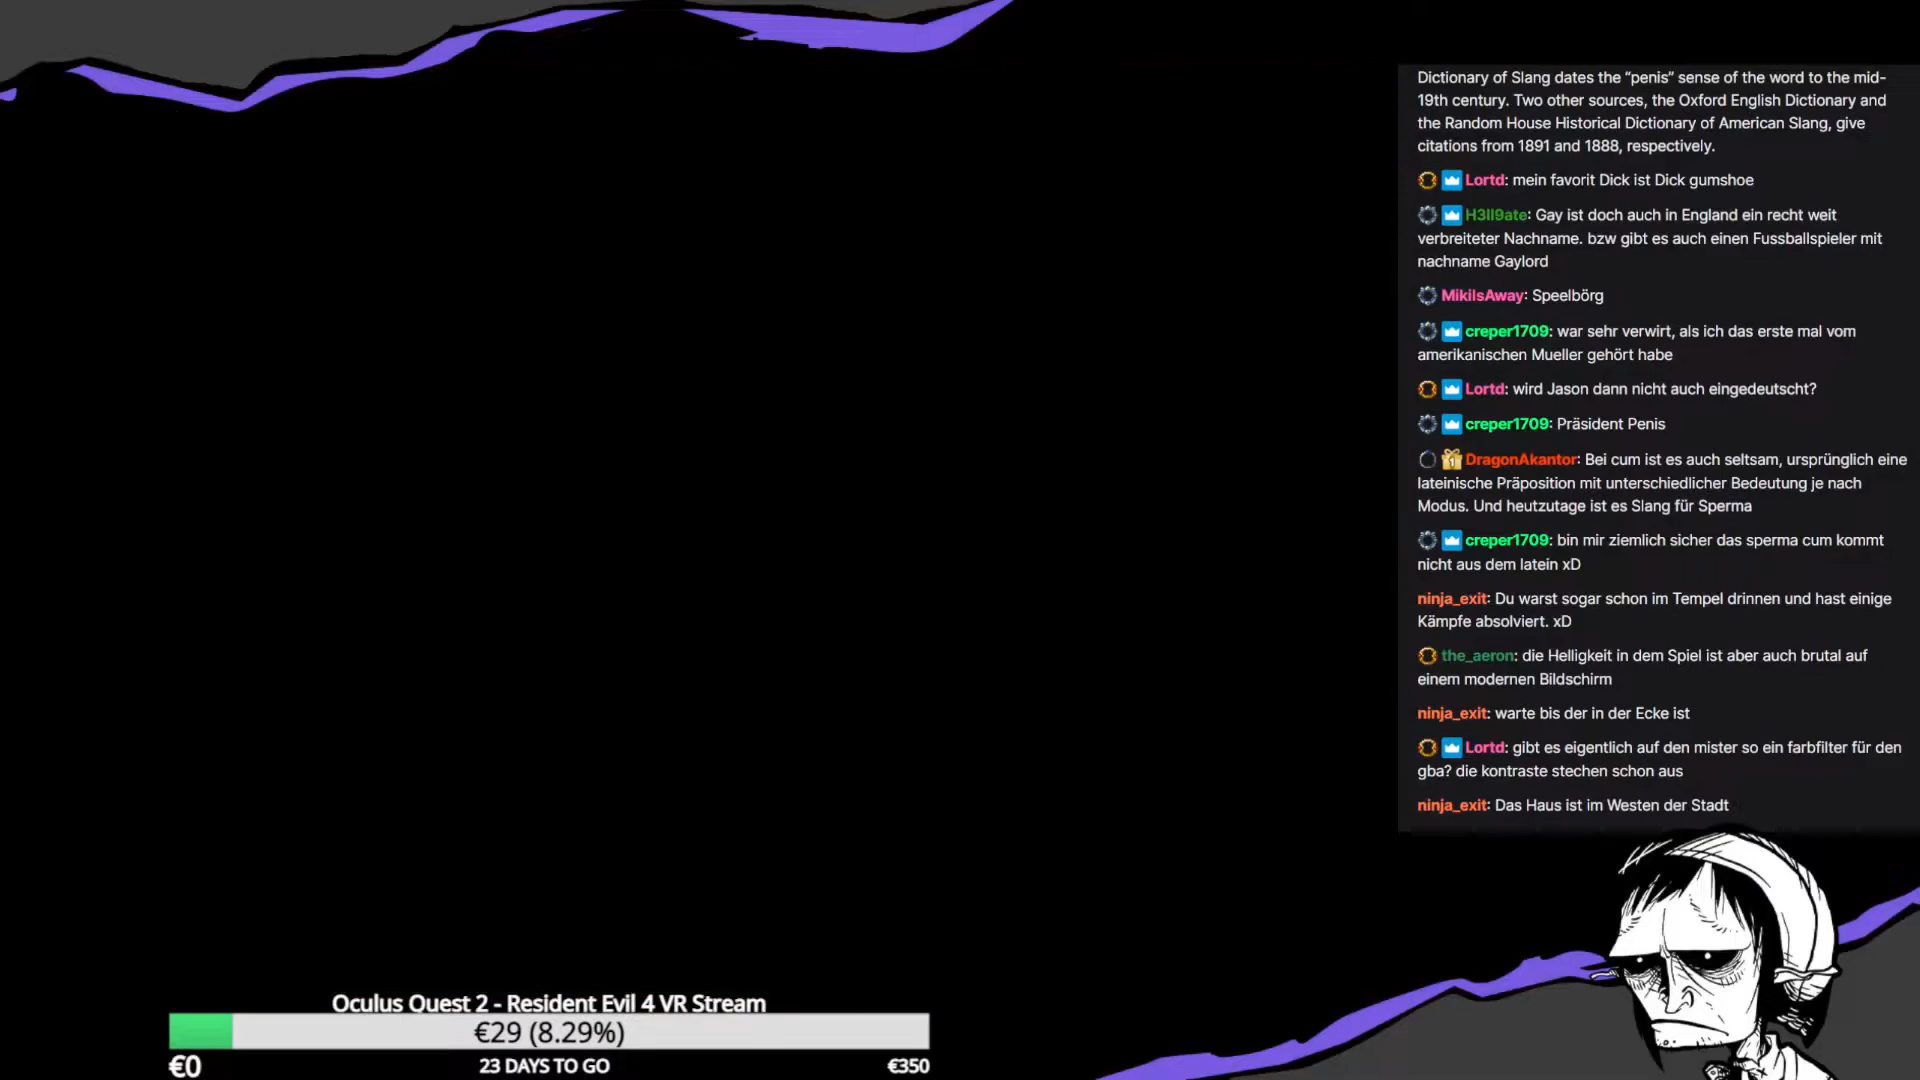 Dictionary of Slang dates the “penis” sense of the word to the mid-
19th century. Two other sources, the Oxford English Dictionary and
the Random House Historical Dictionary of American Slang, give
citations from 1891 and 1888, respectively.
Lortd: mein favorit Dick ist Dick gumshoe
H3ll9ate: Gay ist doch auch in England ein recht weit
verbreiteter Nachname. bzw gibt es auch einen Fussballspieler mit
nachname Gaylord
MikilsAway: Speelbörg
creper1709: war sehr verwirt, als ich das erste mal vom
amerikanischen Mueller gehört habe
Lortd: wird Jason dann nicht auch eingedeutscht?
creper1709: Präsident Penis
DragonAkantor: Bei cum ist es auch seltsam, ursprünglich eine
lateinische Präposition mit unterschiedlicher Bedeutung je nach
Modus. Und heutzutage ist es Slang für Sperma
creper1709: bin mir ziemlich sicher das sperma cum kommt
nicht aus dem latein xD
ninja_exit: Du warst sogar schon im Tempel drinnen und hast einige
Kämpfe absolviert. xD
the_aeron: die Helligkeit in dem Spiel ist aber auch brutal auf
einem modernen Bildschirm
ninja_exit: warte bis der in der Ecke ist
Lortd: gibt es eigentlich auf den mister so ein farbfilter für den
gba? die kontraste stechen schon aus
ninja_exit: Das Haus ist im Westen der Stadt
Oculus Quest 2 - Resident Evil 4 VR Stream
€29 (8.29%)
€0 23 DAYS TO GO €350